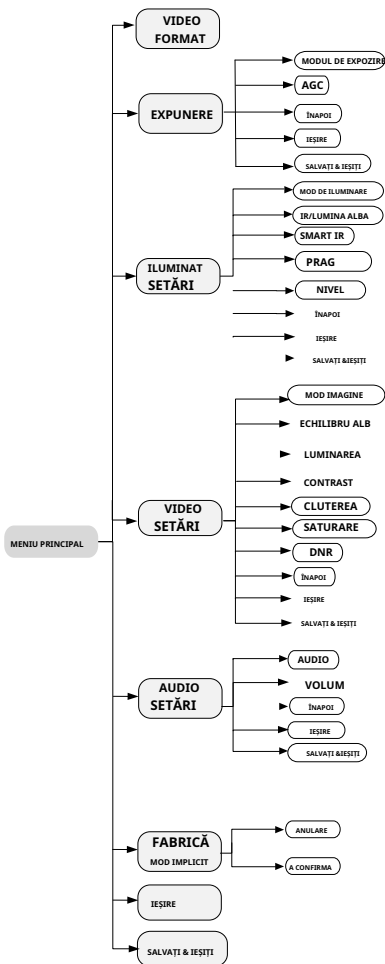 VIDEO
FORMAT
EXPUNERE
MODUL DE EXPOZIRE
AGC
ÎNAPOI
IEȘIRE
SALVAȚI & IEȘIȚI
ILUMINAT
SETĂRI
MOD DE ILUMINARE
IR/LUMINA ALBA
SMART IR
PRAG
NIVEL
ÎNAPOI
IEȘIRE
SALVAȚI &IEȘIȚI
MENIU PRINCIPAL
VIDEO
SETĂRI
MOD IMAGINE
ECHILIBRU ALB
LUMINAREA
CONTRAST
CLUTEREA
SATURARE
DNR
ÎNAPOI
IEȘIRE
SALVAȚI & IEȘIȚI
AUDIO
SETĂRI
AUDIO
VOLUM
ÎNAPOI
IEȘIRE
SALVAȚI &IEȘIȚI
FABRICĂ
MOD IMPLICIT
ANULARE
A CONFIRMA
IEȘIRE
SALVAȚI & IEȘIȚI